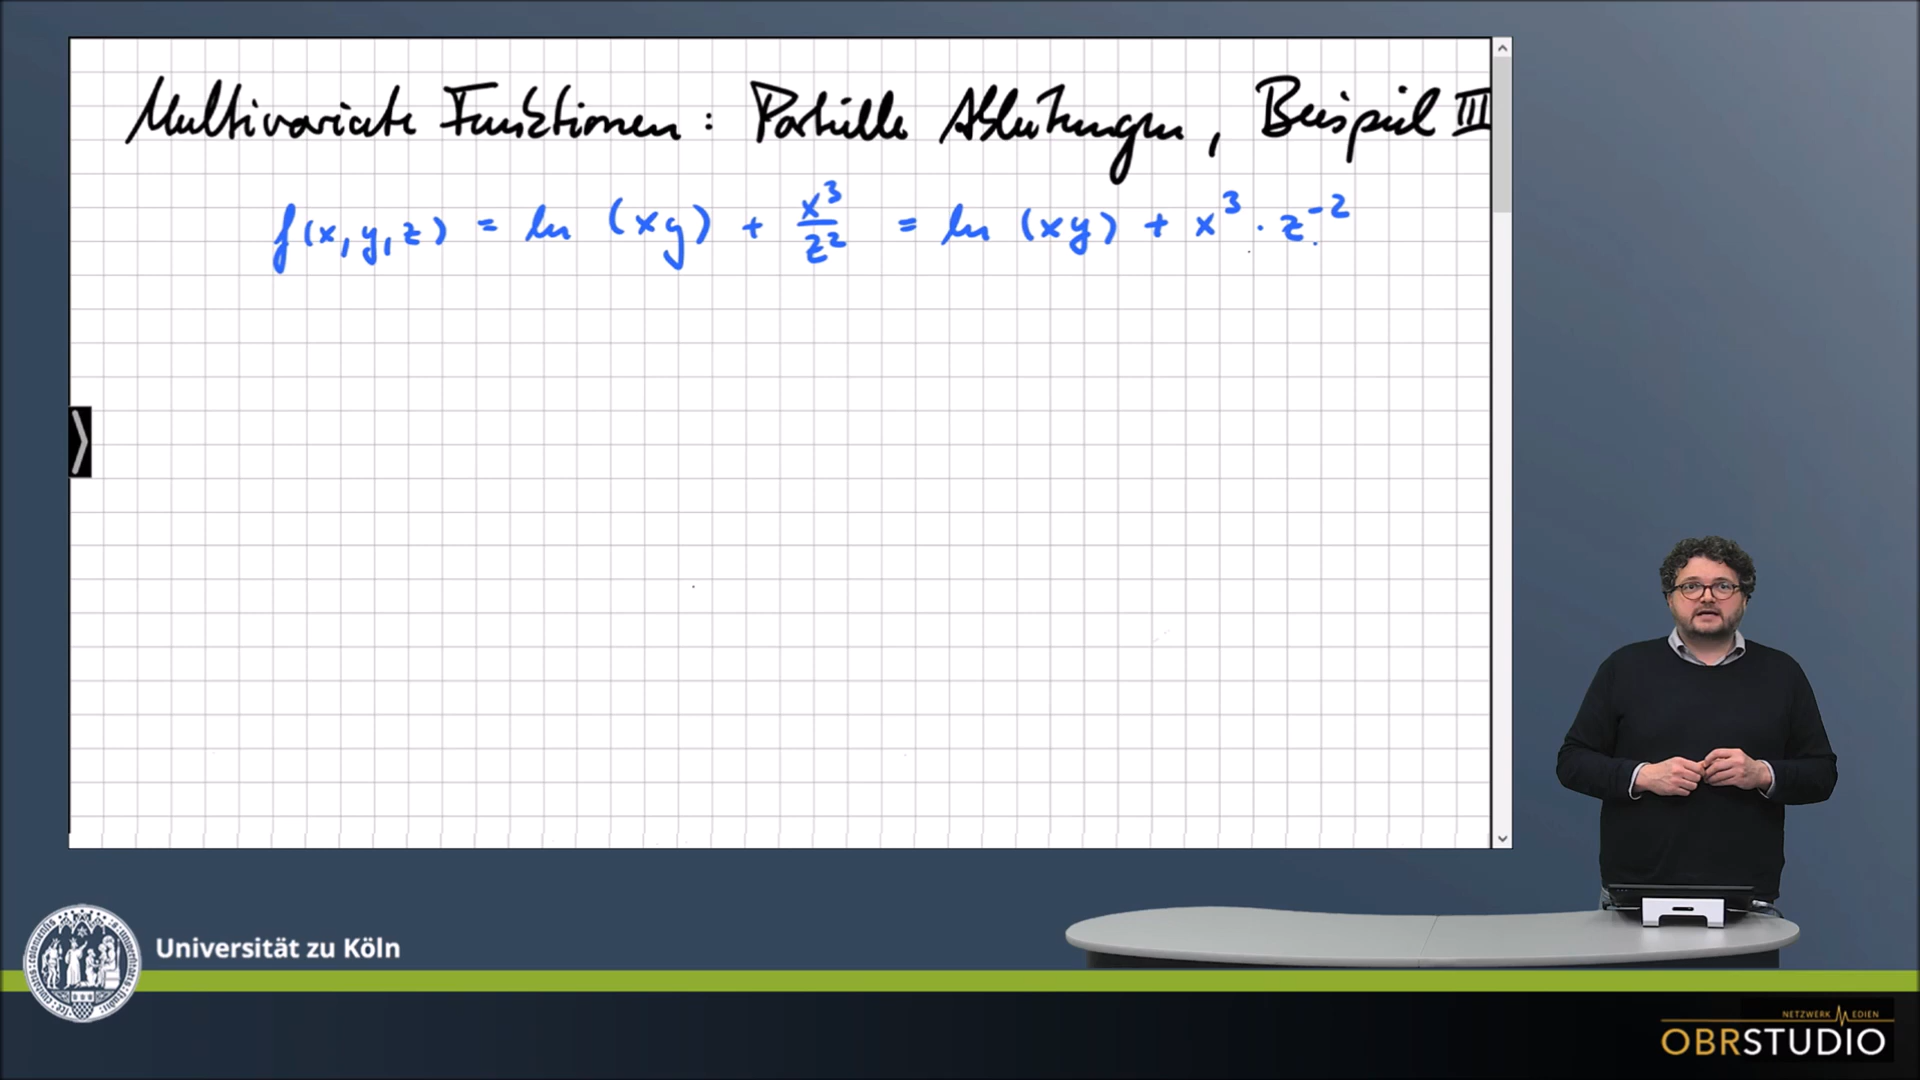 Multivariate Funktionen: Partielle Ableitungen, Beispiel III
f(x,y,z) = ln (xy) + x³/z² = ln (xy) + x³ · z⁻²
Universität zu Köln
NETZWERK MEDIEN
OBRSTUDIO